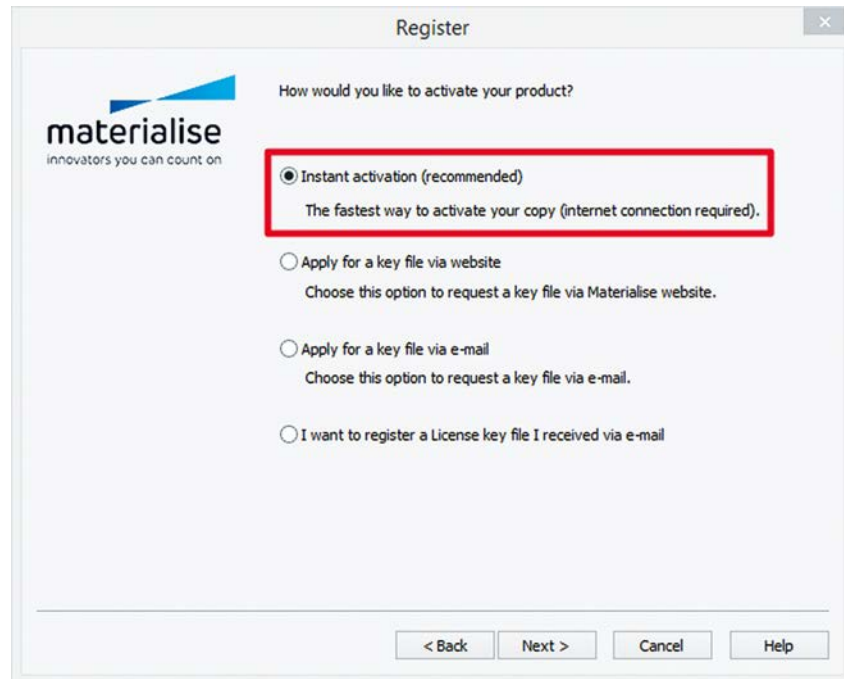 Register
materialise
innovators you can count on
How would you like to activate your product?
Instant activation (recommended)
The fastest way to activate your copy (internet connection required).
Apply for a key file via website
Choose this option to request a key file via Materialise website.
Apply for a key file via e-mail
Choose this option to request a key file via e-mail.
I want to register a License key file I received via e-mail
< Back Next > Cancel Help